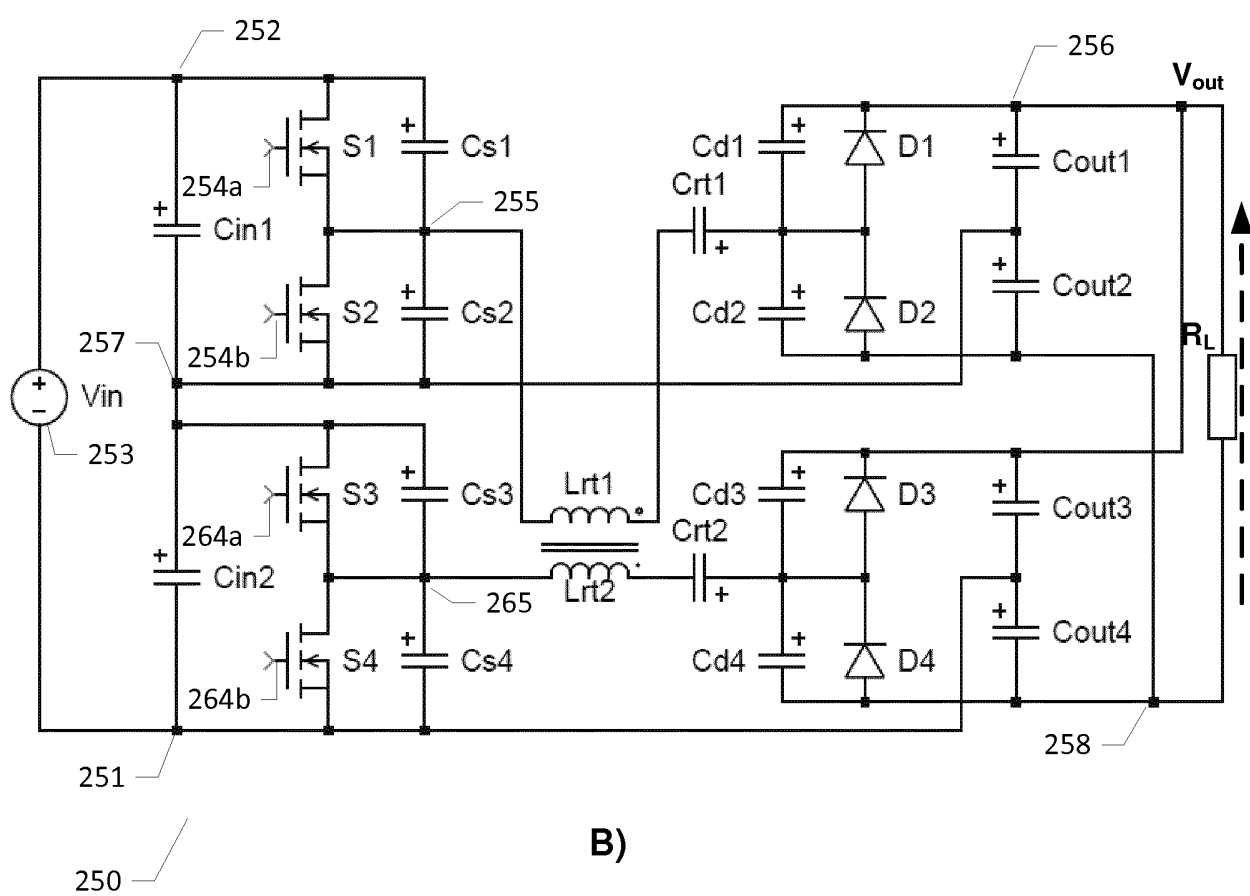 252
256
Vout
S1
Cs1
Cd1
D1
Cout1
254a
Crt1
255
Cin1
S2
Cs2
Cd2
D2
Cout2
257
254b
RL
Vin
253
S3
Cs3
Lrt1
Cd3
D3
Cout3
264a
Crt2
Cin2
Lrt2
265
S4
Cs4
Cd4
D4
Cout4
264b
258
251
B)
250